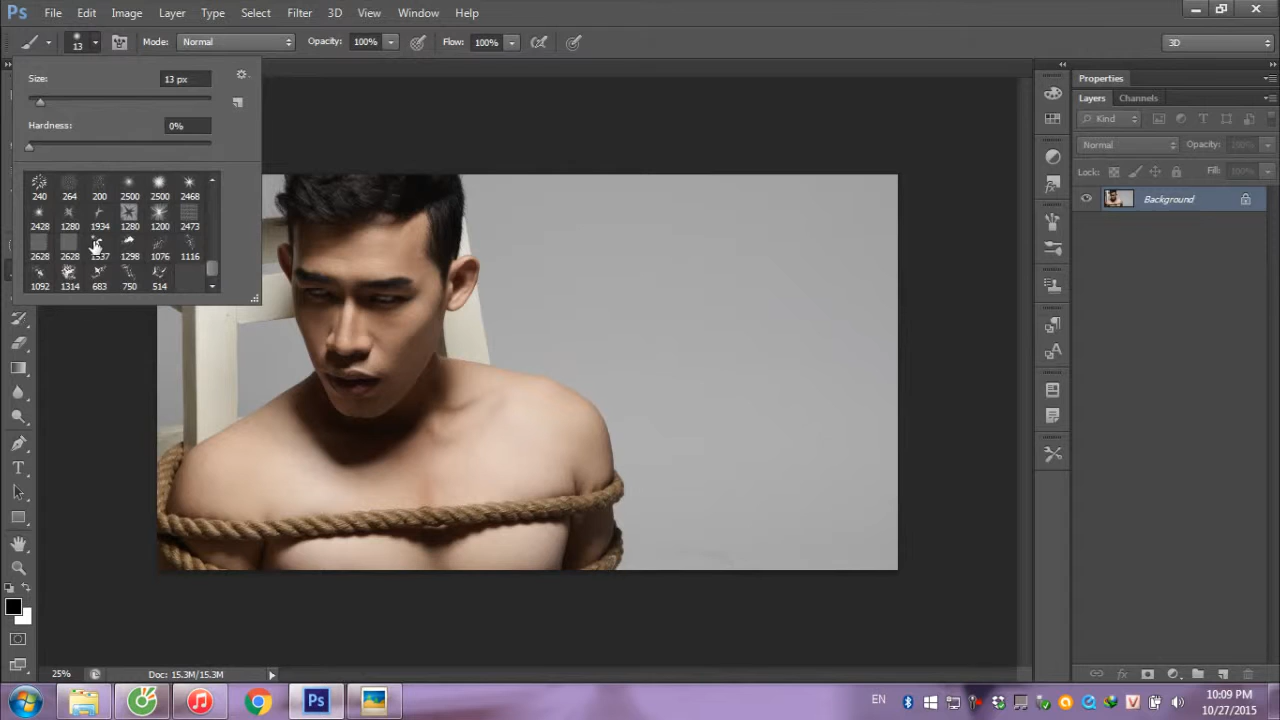 Ps File Edit Image Layer Type Select Filter 3D View Window Help
13 Mode: Normal Opacity: 100% Flow: 100% 3D
Size: 13 px
Hardness: 0%
240 264 200 2500 2500 2468
2428 1280 1934 1280 1200 2473
2628 2628 1537 1298 1076 1116
1092 1314 683 750 514
Properties
Layers Channels
Kind
Normal Opacity: 100%
Lock: Fill: 100%
Background
25% Doc: 15.3M/15.3M
Ps EN 10:09 PM
10/27/2015